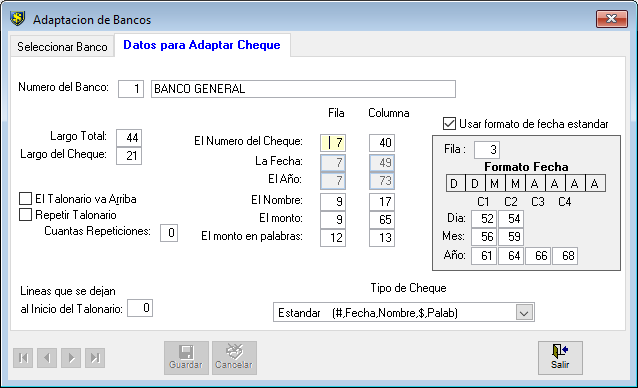 Adaptacion de Bancos
Seleccionar Banco Datos para Adaptar Cheque
Numero del Banco: 1 BANCO GENERAL
Fila Columna
Largo Total: 44
Largo del Cheque: 21
El Numero del Cheque: 7 40
La Fecha: 7 49
El Año: 7 73
El Talonario va Arriba
Repetir Talonario
Cuantas Repeticiones: 0
El Nombre: 9 17
El monto: 9 65
El monto en palabras: 12 13
Usar formato de fecha estandar
Fila : 3
Formato Fecha
D D M M A A A A
C1 C2 C3 C4
Dia: 52 54
Mes: 56 59
Año: 61 64 66 68
Lineas que se dejan
al Inicio del Talonario: 0
Tipo de Cheque
Estandar (#,Fecha,Nombre,$,Palab)
Guardar Cancelar Salir